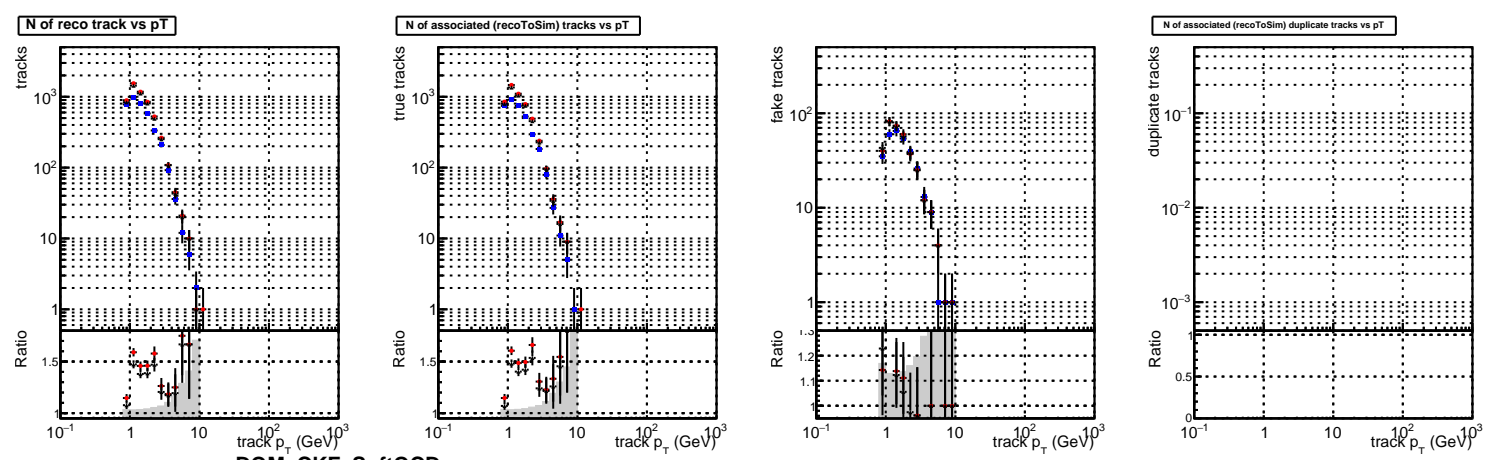 N of reco track vs pT
N of associated (recoToSim) tracks vs pT
N of associated (recoToSim) duplicate tracks vs pT
tracks
10³
10²
10
1
Ratio
1.5
1
10⁻¹ 1 10 10² 10³
track p_T (GeV)
true tracks
10³
10²
10
1
Ratio
1.5
1
10⁻¹ 1 10 10² 10³
track p_T (GeV)
fake tracks
10²
10
1
Ratio
1.3
1.2
1.1
1
10⁻¹ 1 10 10² 10³
track p_T (GeV)
duplicate tracks
10⁻¹
10⁻²
10⁻³
Ratio
1
0.5
0
10⁻¹ 1 10 10² 10³
track p_T (GeV)